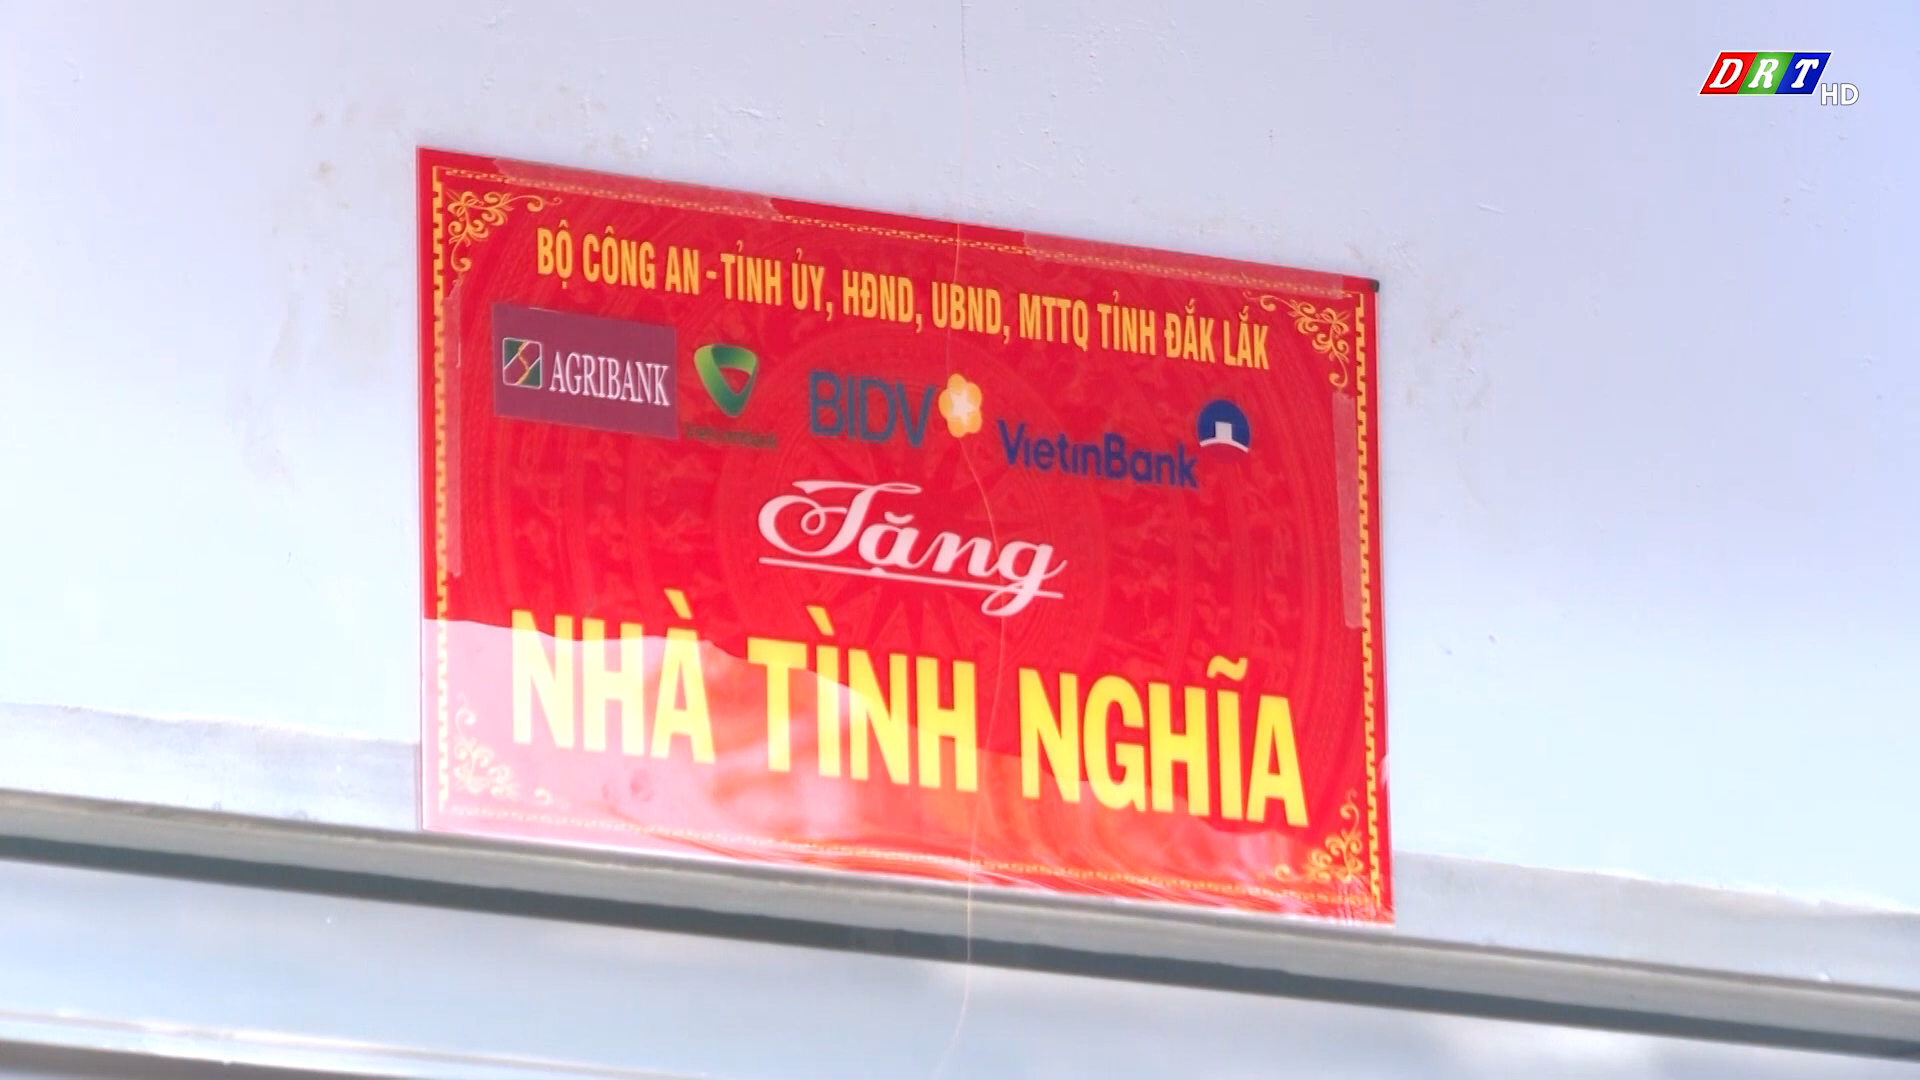 DRT HD
BỘ CÔNG AN - TỈNH ỦY, HĐND, UBND, MTTQ TỈNH ĐẮK LẮK
AGRIBANK Vietcombank BIDV VietinBank
Tặng
NHÀ TÌNH NGHĨA